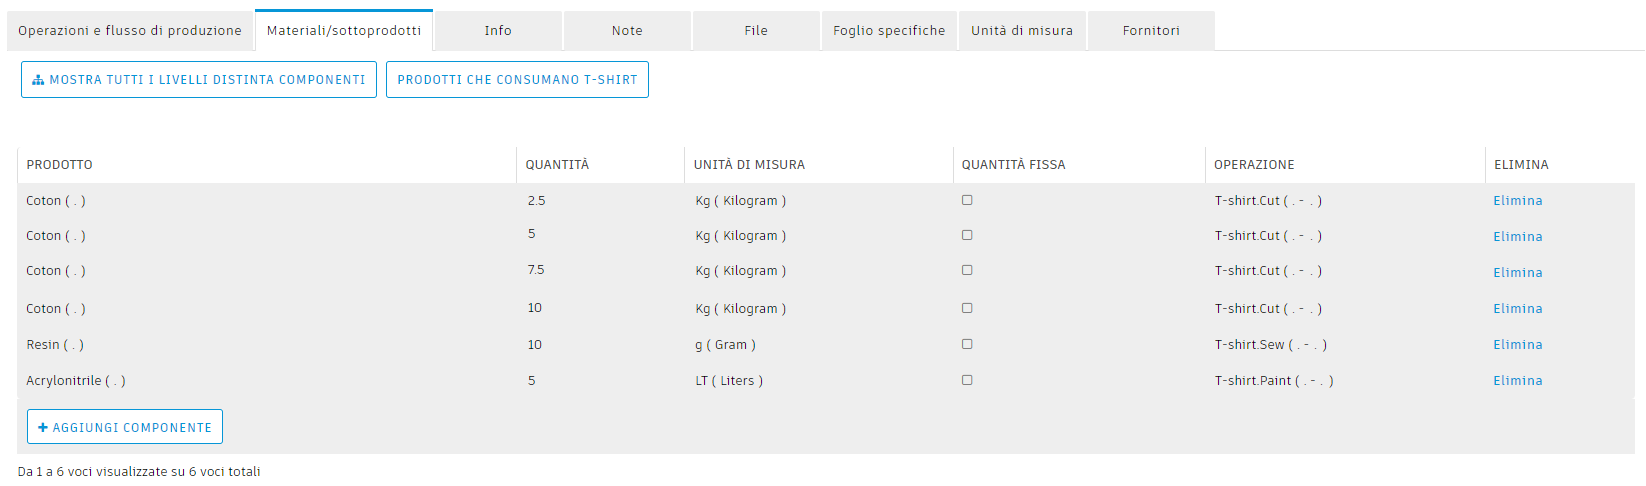 Operazioni e flusso di produzione Materiali/sottoprodotti Info Note File Foglio specifiche Unità di misura Fornitori
MOSTRA TUTTI I LIVELLI DISTINTA COMPONENTI PRODOTTI CHE CONSUMANO T-SHIRT
PRODOTTO QUANTITÀ UNITÀ DI MISURA QUANTITÀ FISSA OPERAZIONE ELIMINA
Coton ( . ) 2.5 Kg ( Kilogram ) T-shirt.Cut ( . - . ) Elimina
Coton ( . ) 5 Kg ( Kilogram ) T-shirt.Cut ( . - . ) Elimina
Coton ( . ) 7.5 Kg ( Kilogram ) T-shirt.Cut ( . - . ) Elimina
Coton ( . ) 10 Kg ( Kilogram ) T-shirt.Cut ( . - . ) Elimina
Resin ( . ) 10 g ( Gram ) T-shirt.Sew ( . - . ) Elimina
Acrylonitrile ( . ) 5 LT ( Liters ) T-shirt.Paint ( . - . ) Elimina
+ AGGIUNGI COMPONENTE
Da 1 a 6 voci visualizzate su 6 voci totali